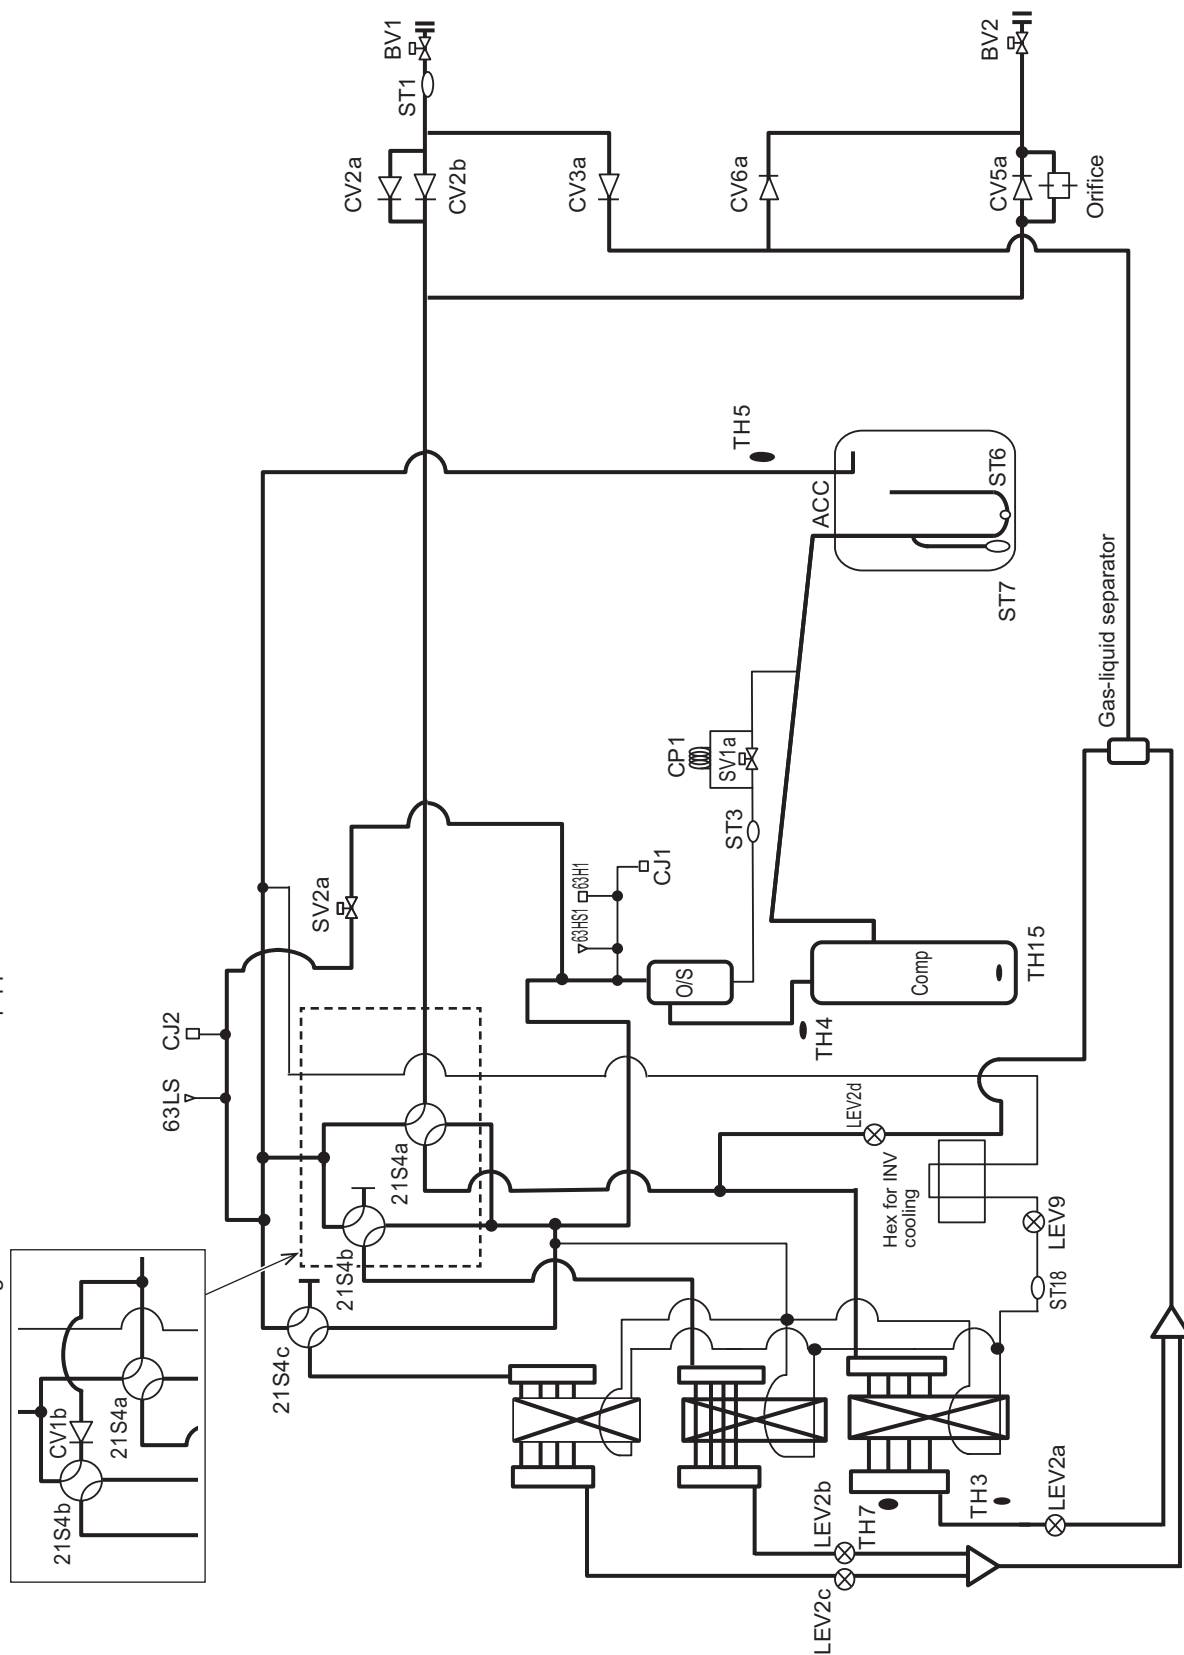 BV1
ST1
BV2
CV2a
CV2b
CV3a
CV6a
CV5a
Orifice
TH5
ACC
ST6
ST7
Gas-liquid separator
CP1
SV1a
ST3
SV2a
63HS1
63H1
CJ1
O/S
Comp
TH15
TH4
CJ2
63LS
21S4a
21S4b
21S4c
LEV2d
Hex for INV
cooling
LEV9
ST18
CV1b
21S4a
21S4b
TH3
TH7
LEV2a
LEV2b
LEV2c